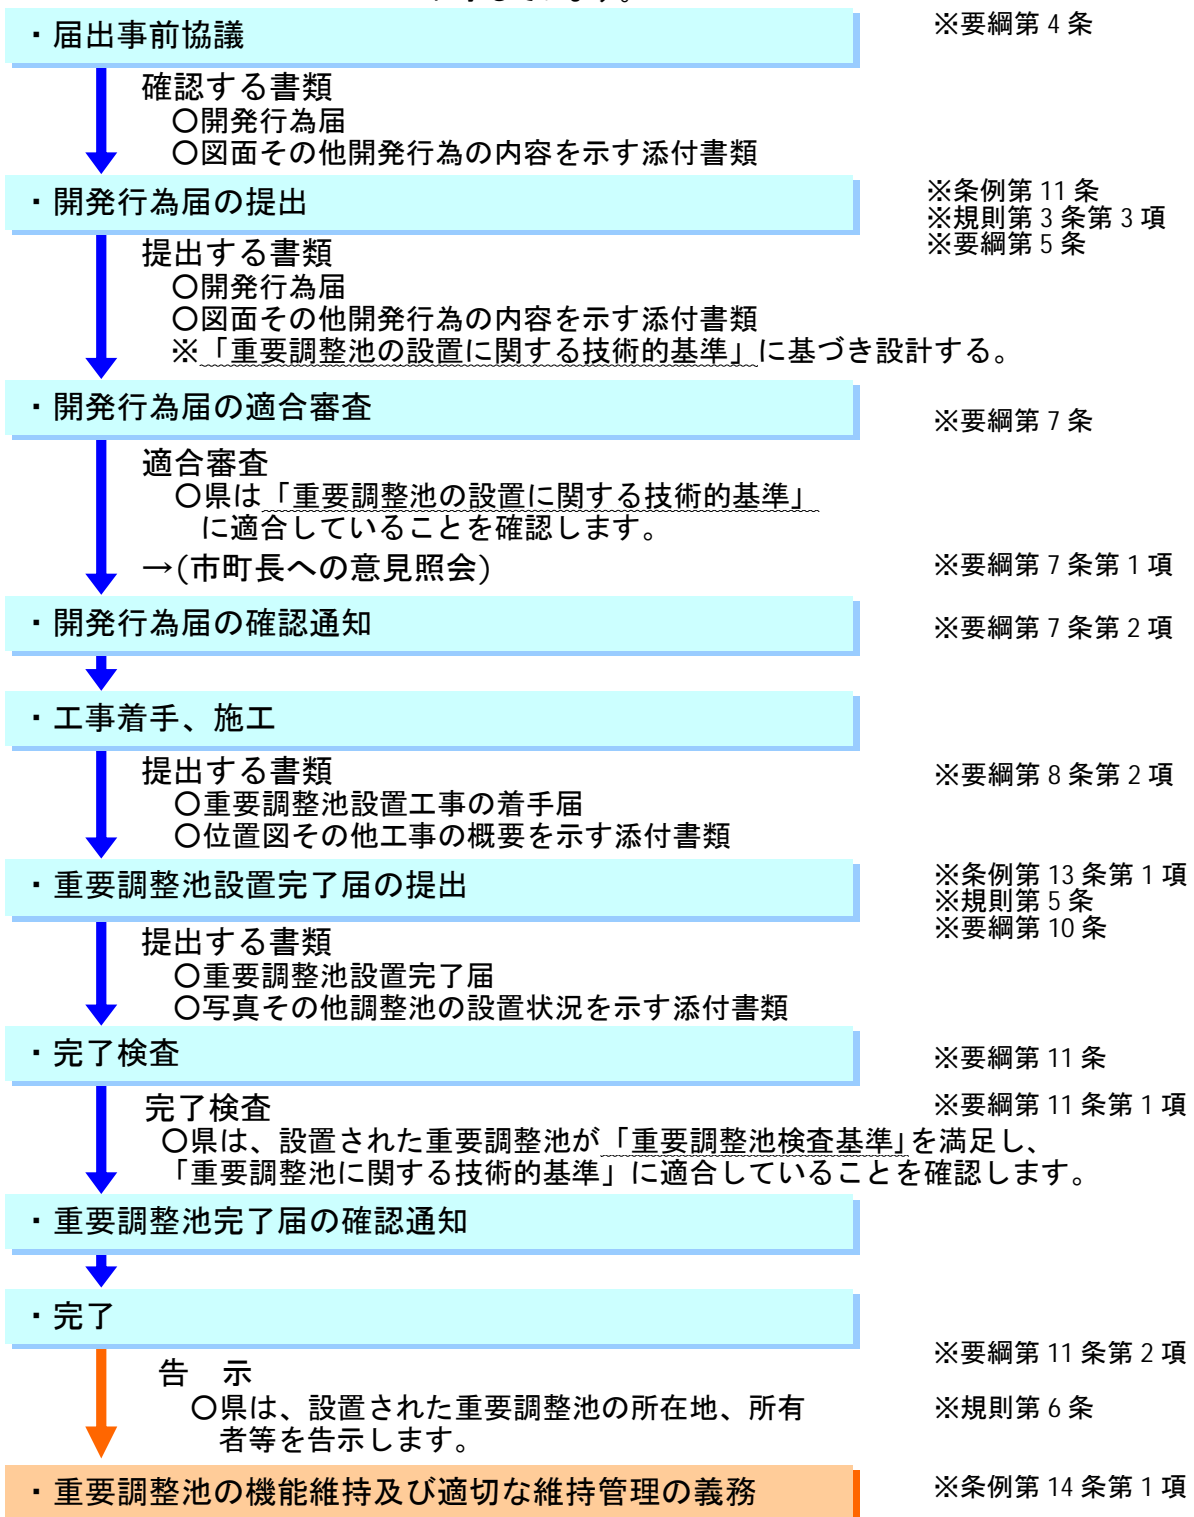 ます。
・届出事前協議
※要綱第 4 条
確認する書類
〇開発行為届
〇図面その他開発行為の内容を示す添付書類
・開発行為届の提出
※条例第 11 条
※規則第 3 条第 3 項
※要綱第 5 条
提出する書類
〇開発行為届
〇図面その他開発行為の内容を示す添付書類
※「重要調整池の設置に関する技術的基準」に基づき設計する。
・開発行為届の適合審査
※要綱第 7 条
適合審査
〇県は「重要調整池の設置に関する技術的基準」
に適合していることを確認します。
→(市町長への意見照会)
※要綱第 7 条第 1 項
・開発行為届の確認通知
※要綱第 7 条第 2 項
・工事着手、施工
提出する書類
※要綱第 8 条第 2 項
〇重要調整池設置工事の着手届
〇位置図その他工事の概要を示す添付書類
・重要調整池設置完了届の提出
※条例第 13 条第 1 項
※規則第 5 条
※要綱第 10 条
提出する書類
〇重要調整池設置完了届
〇写真その他調整池の設置状況を示す添付書類
・完了検査
※要綱第 11 条
完了検査
※要綱第 11 条第 1 項
〇県は、設置された重要調整池が「重要調整池検査基準」を満足し、
「重要調整池に関する技術的基準」に適合していることを確認します。
・重要調整池完了届の確認通知
・完了
※要綱第 11 条第 2 項
告　示
〇県は、設置された重要調整池の所在地、所有
者等を告示します。
※規則第 6 条
・重要調整池の機能維持及び適切な維持管理の義務
※条例第 14 条第 1 項